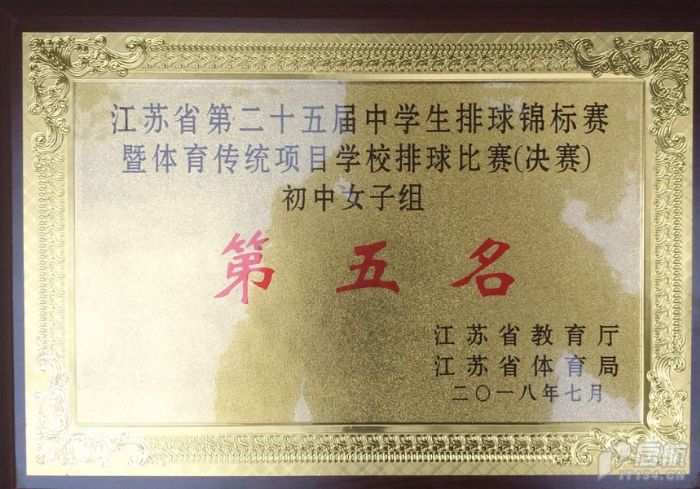 江苏省第二十五届中学生排球锦标赛
暨体育传统项目学校排球比赛(决赛)
初中女子组
第五名
江苏省教育厅
江苏省体育局
二〇一八年七月
IT134.CN